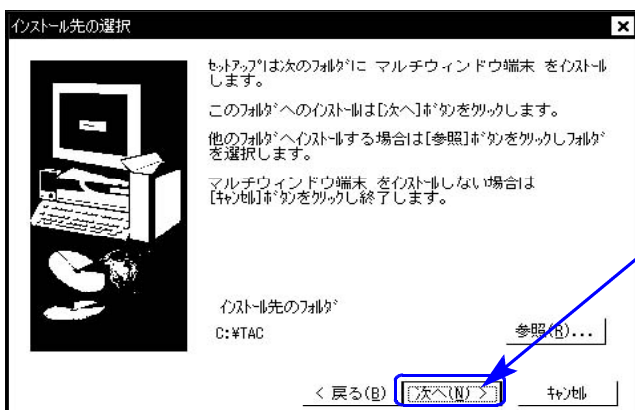 インストール先の選択
セットアップは次のフォルダに マルチウィンドウ端末 をインストール
します。
このフォルダへのインストールは[次へ]ボタンをクリックします。
他のフォルダへインストールする場合は[参照]ボタンをクリックしフォルダ
を選択します。
マルチウィンドウ端末 をインストールしない場合は
[キャンセル]ボタンをクリックし終了します。
インストール先のフォルダ
C:¥TAC
参照(R)...
< 戻る(B)
次へ(N) >
キャンセル